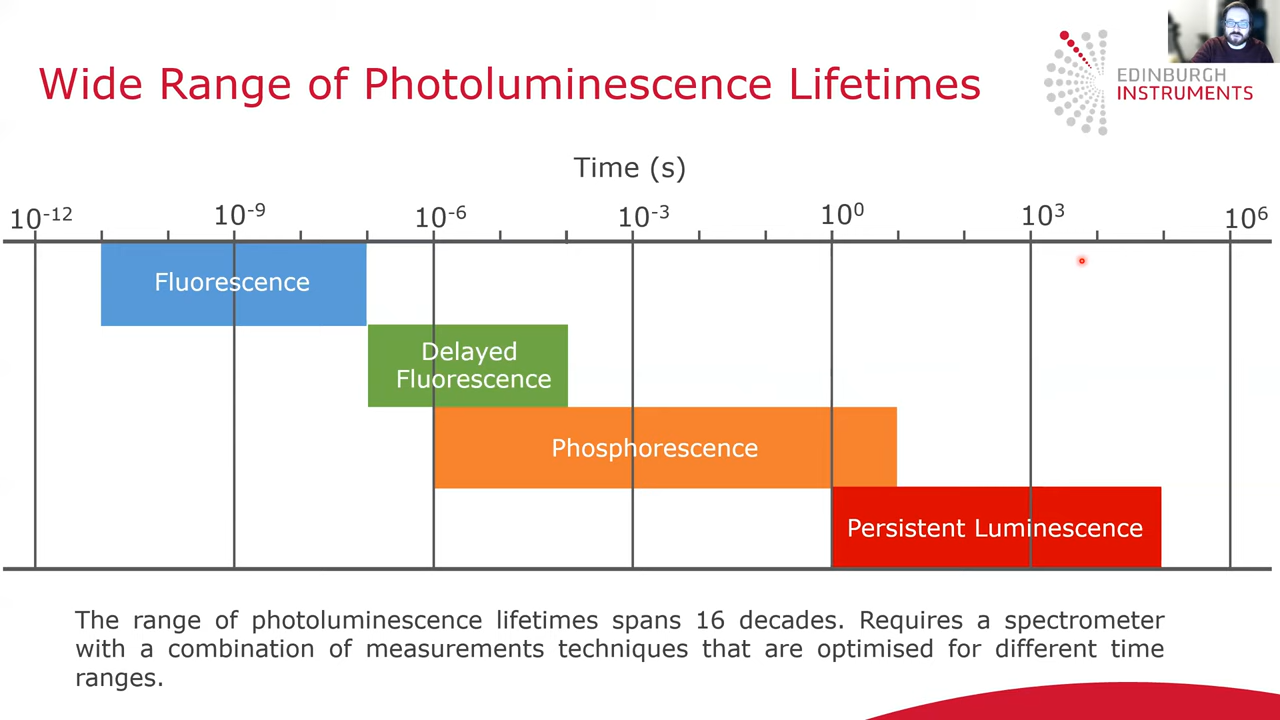 Wide Range of Photoluminescence Lifetimes
EDINBURGH
INSTRUMENTS
Time (s)
10⁻¹² 10⁻⁹ 10⁻⁶ 10⁻³ 10⁰ 10³ 10⁶
Fluorescence
Delayed
Fluorescence
Phosphorescence
Persistent Luminescence
The range of photoluminescence lifetimes spans 16 decades. Requires a spectrometer
with a combination of measurements techniques that are optimised for different time
ranges.